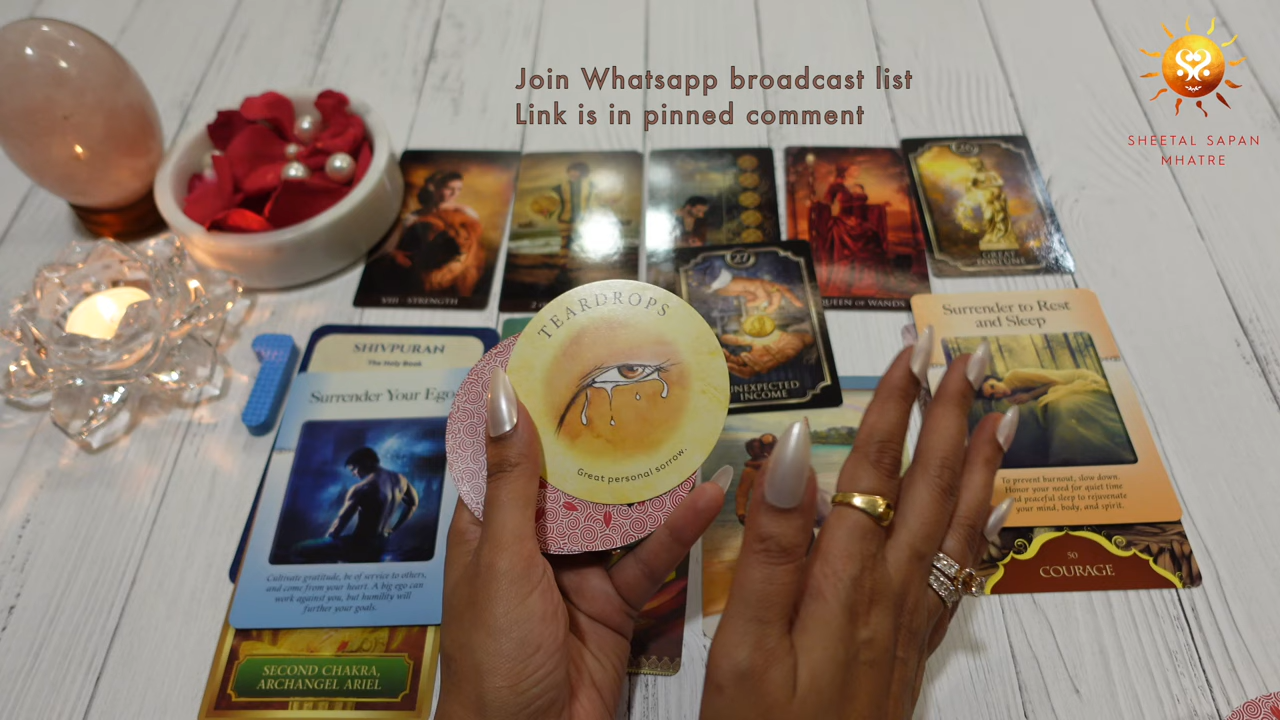 Join Whatsapp broadcast list
Link is in pinned comment
SHEETAL SAPAN
MHATRE
VIII · STRENGTH
QUEEN OF WANDS
GREAT
FORTUNE
UNEXPECTED
INCOME
TEARDROPS
Great personal sorrow.
SHIVPURAN
The Holy Book
Surrender Your Ego
Cultivate gratitude, be of service to others,
and come from your heart. A big ego can
work against you, but humility will
further your goals.
SECOND CHAKRA,
ARCHANGEL ARIEL
Surrender to Rest
and Sleep
To prevent burnout, slow down.
Honor your need for quiet time
and peaceful sleep to rejuvenate
your mind, body, and spirit.
50
COURAGE